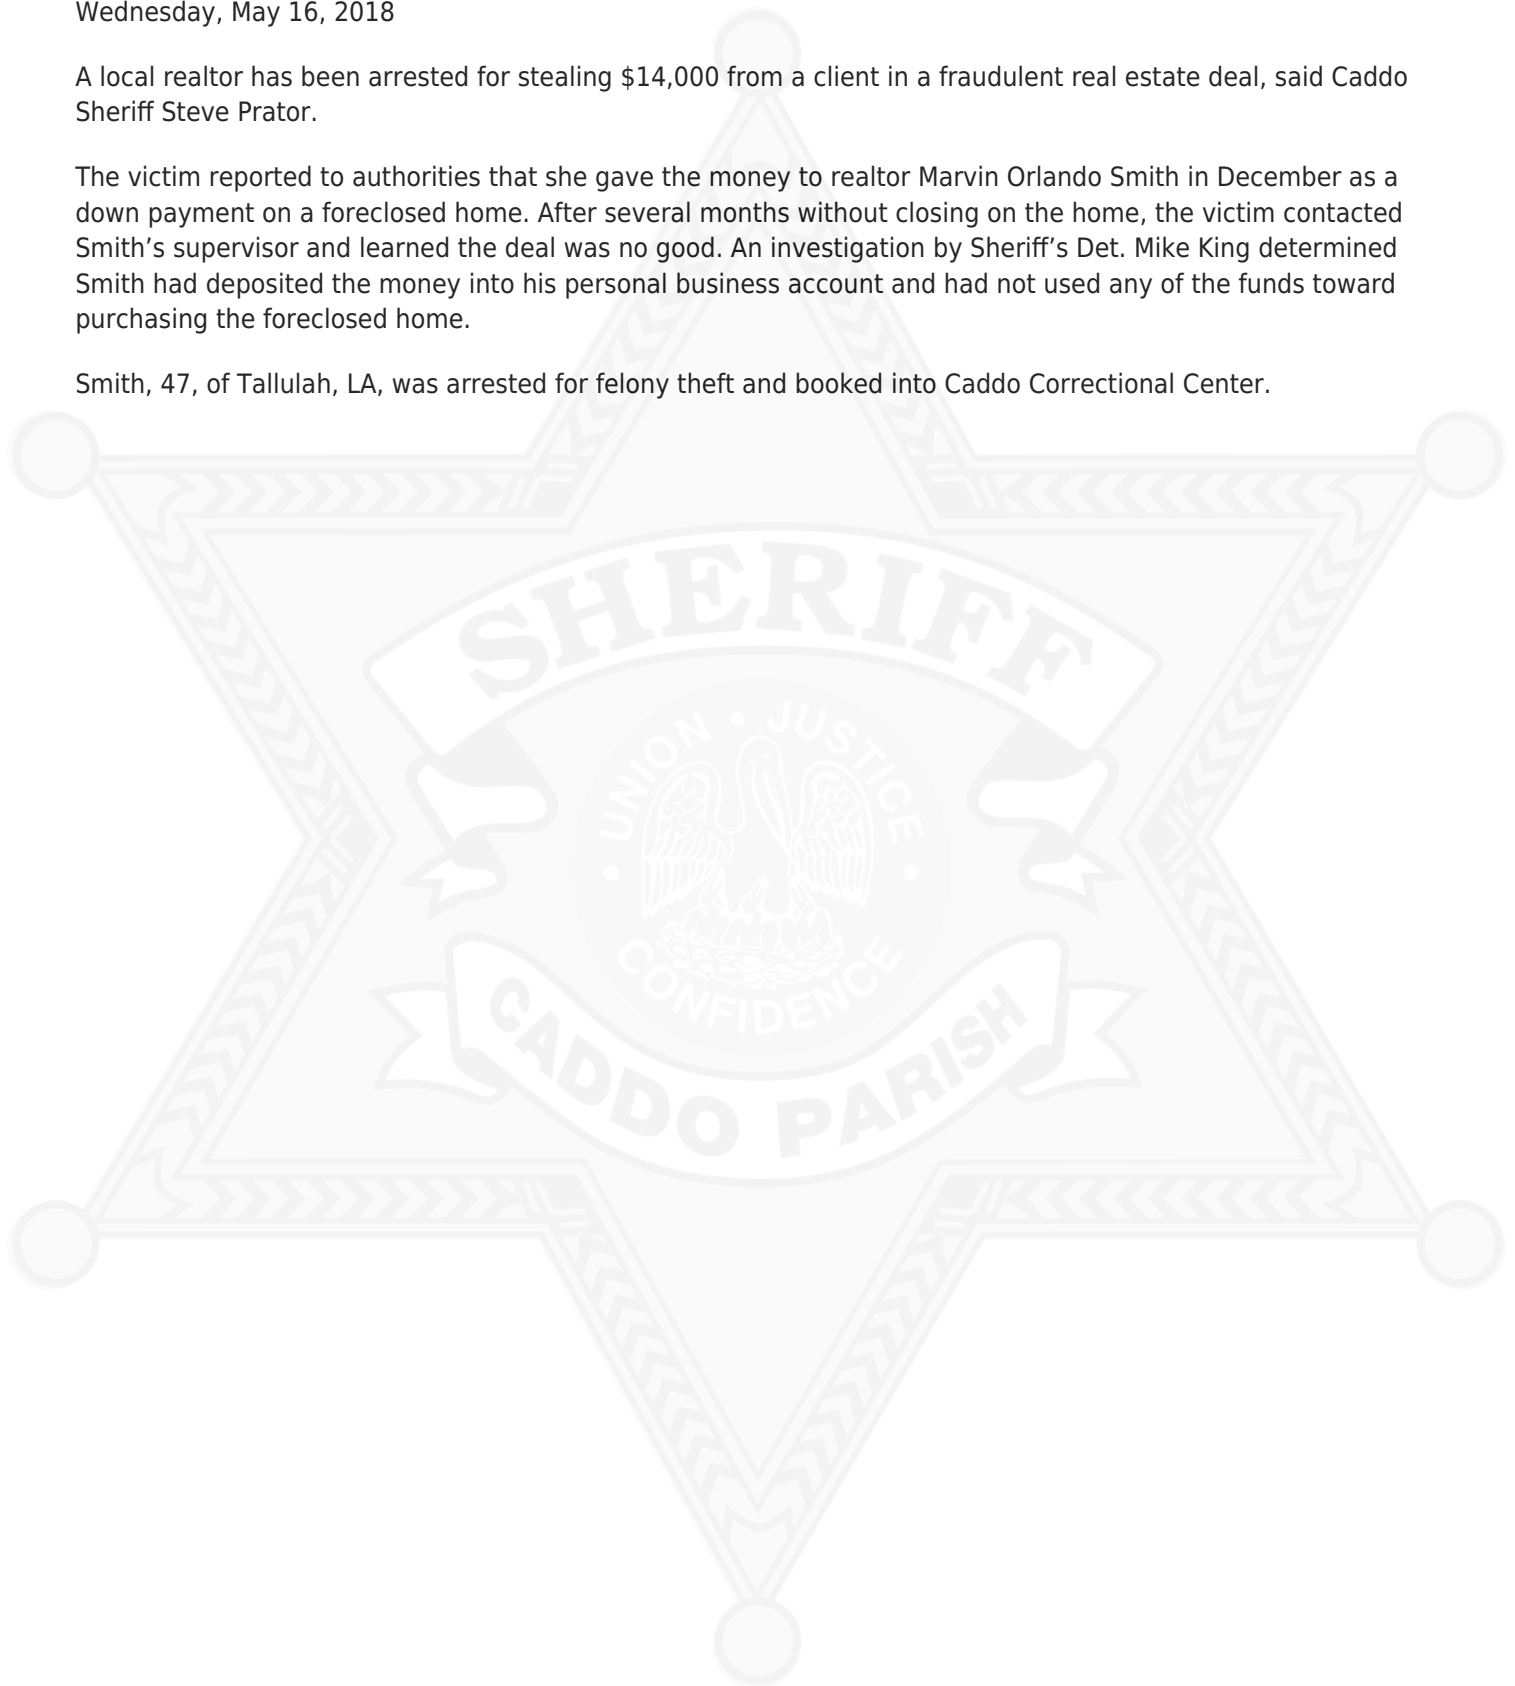 Wednesday, May 16, 2018
A local realtor has been arrested for stealing $14,000 from a client in a fraudulent real estate deal, said Caddo
Sheriff Steve Prator.
The victim reported to authorities that she gave the money to realtor Marvin Orlando Smith in December as a
down payment on a foreclosed home. After several months without closing on the home, the victim contacted
Smith’s supervisor and learned the deal was no good. An investigation by Sheriff’s Det. Mike King determined
Smith had deposited the money into his personal business account and had not used any of the funds toward
purchasing the foreclosed home.
Smith, 47, of Tallulah, LA, was arrested for felony theft and booked into Caddo Correctional Center.
SHERIFF
UNION • JUSTICE
• CONFIDENCE •
CADDO PARISH